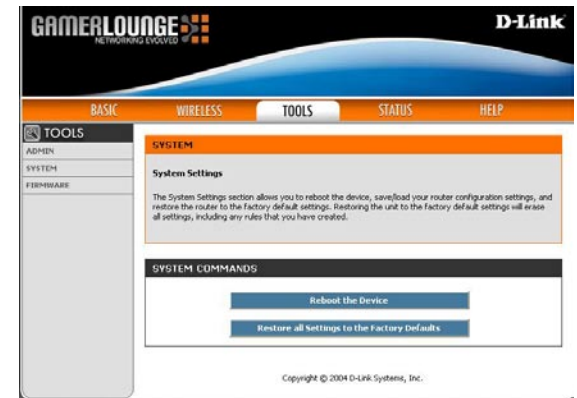 GAMERLOUNGE
NETWORKING EVOLVED
D-Link
BASIC WIRELESS TOOLS STATUS HELP
TOOLS
ADMIN
SYSTEM
FIRMWARE
SYSTEM
System Settings
The System Settings section allows you to reboot the device, save/load your router configuration settings, and
restore the router to the factory default settings. Restoring the unit to the factory default settings will erase
all settings, including any rules that you have created.
SYSTEM COMMANDS
Reboot the Device
Restore all Settings to the Factory Defaults
Copyright © 2004 D-Link Systems, Inc.